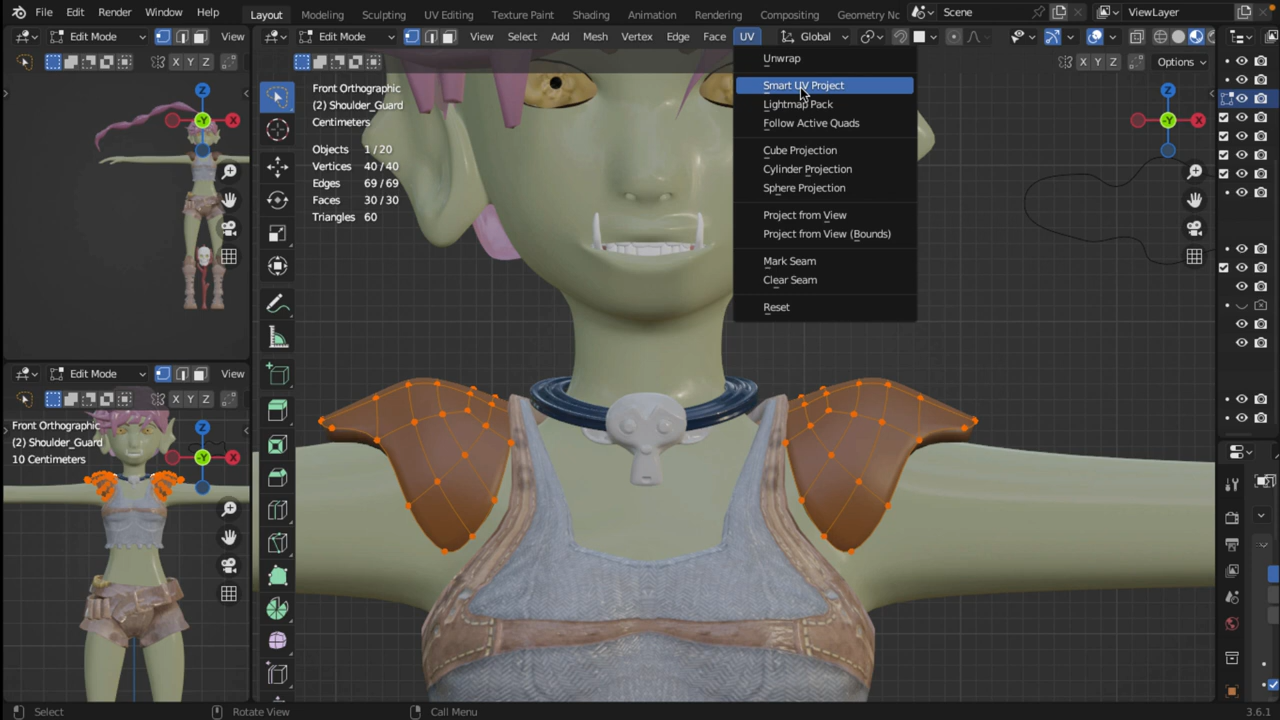 File Edit Render Window Help
Layout Modeling Sculpting UV Editing Texture Paint Shading Animation Rendering Compositing Geometry Nc
Scene
ViewLayer
Edit Mode
View
Edit Mode
View Select Add Mesh Vertex Edge Face UV
Global
X Y Z
X Y Z
Options
Unwrap
Smart UV Project
Lightmap Pack
Follow Active Quads
Cube Projection
Cylinder Projection
Sphere Projection
Project from View
Project from View (Bounds)
Mark Seam
Clear Seam
Reset
Front Orthographic
(2) Shoulder_Guard
Centimeters
Objects 1/20
Vertices 40/40
Edges 69/69
Faces 30/30
Triangles 60
Z
-Y
X
Z
-Y
X
Edit Mode
View
X Y Z
Front Orthographic
(2) Shoulder_Guard
10 Centimeters
Z
-Y
X
Select
Rotate View
Call Menu
3.6.1